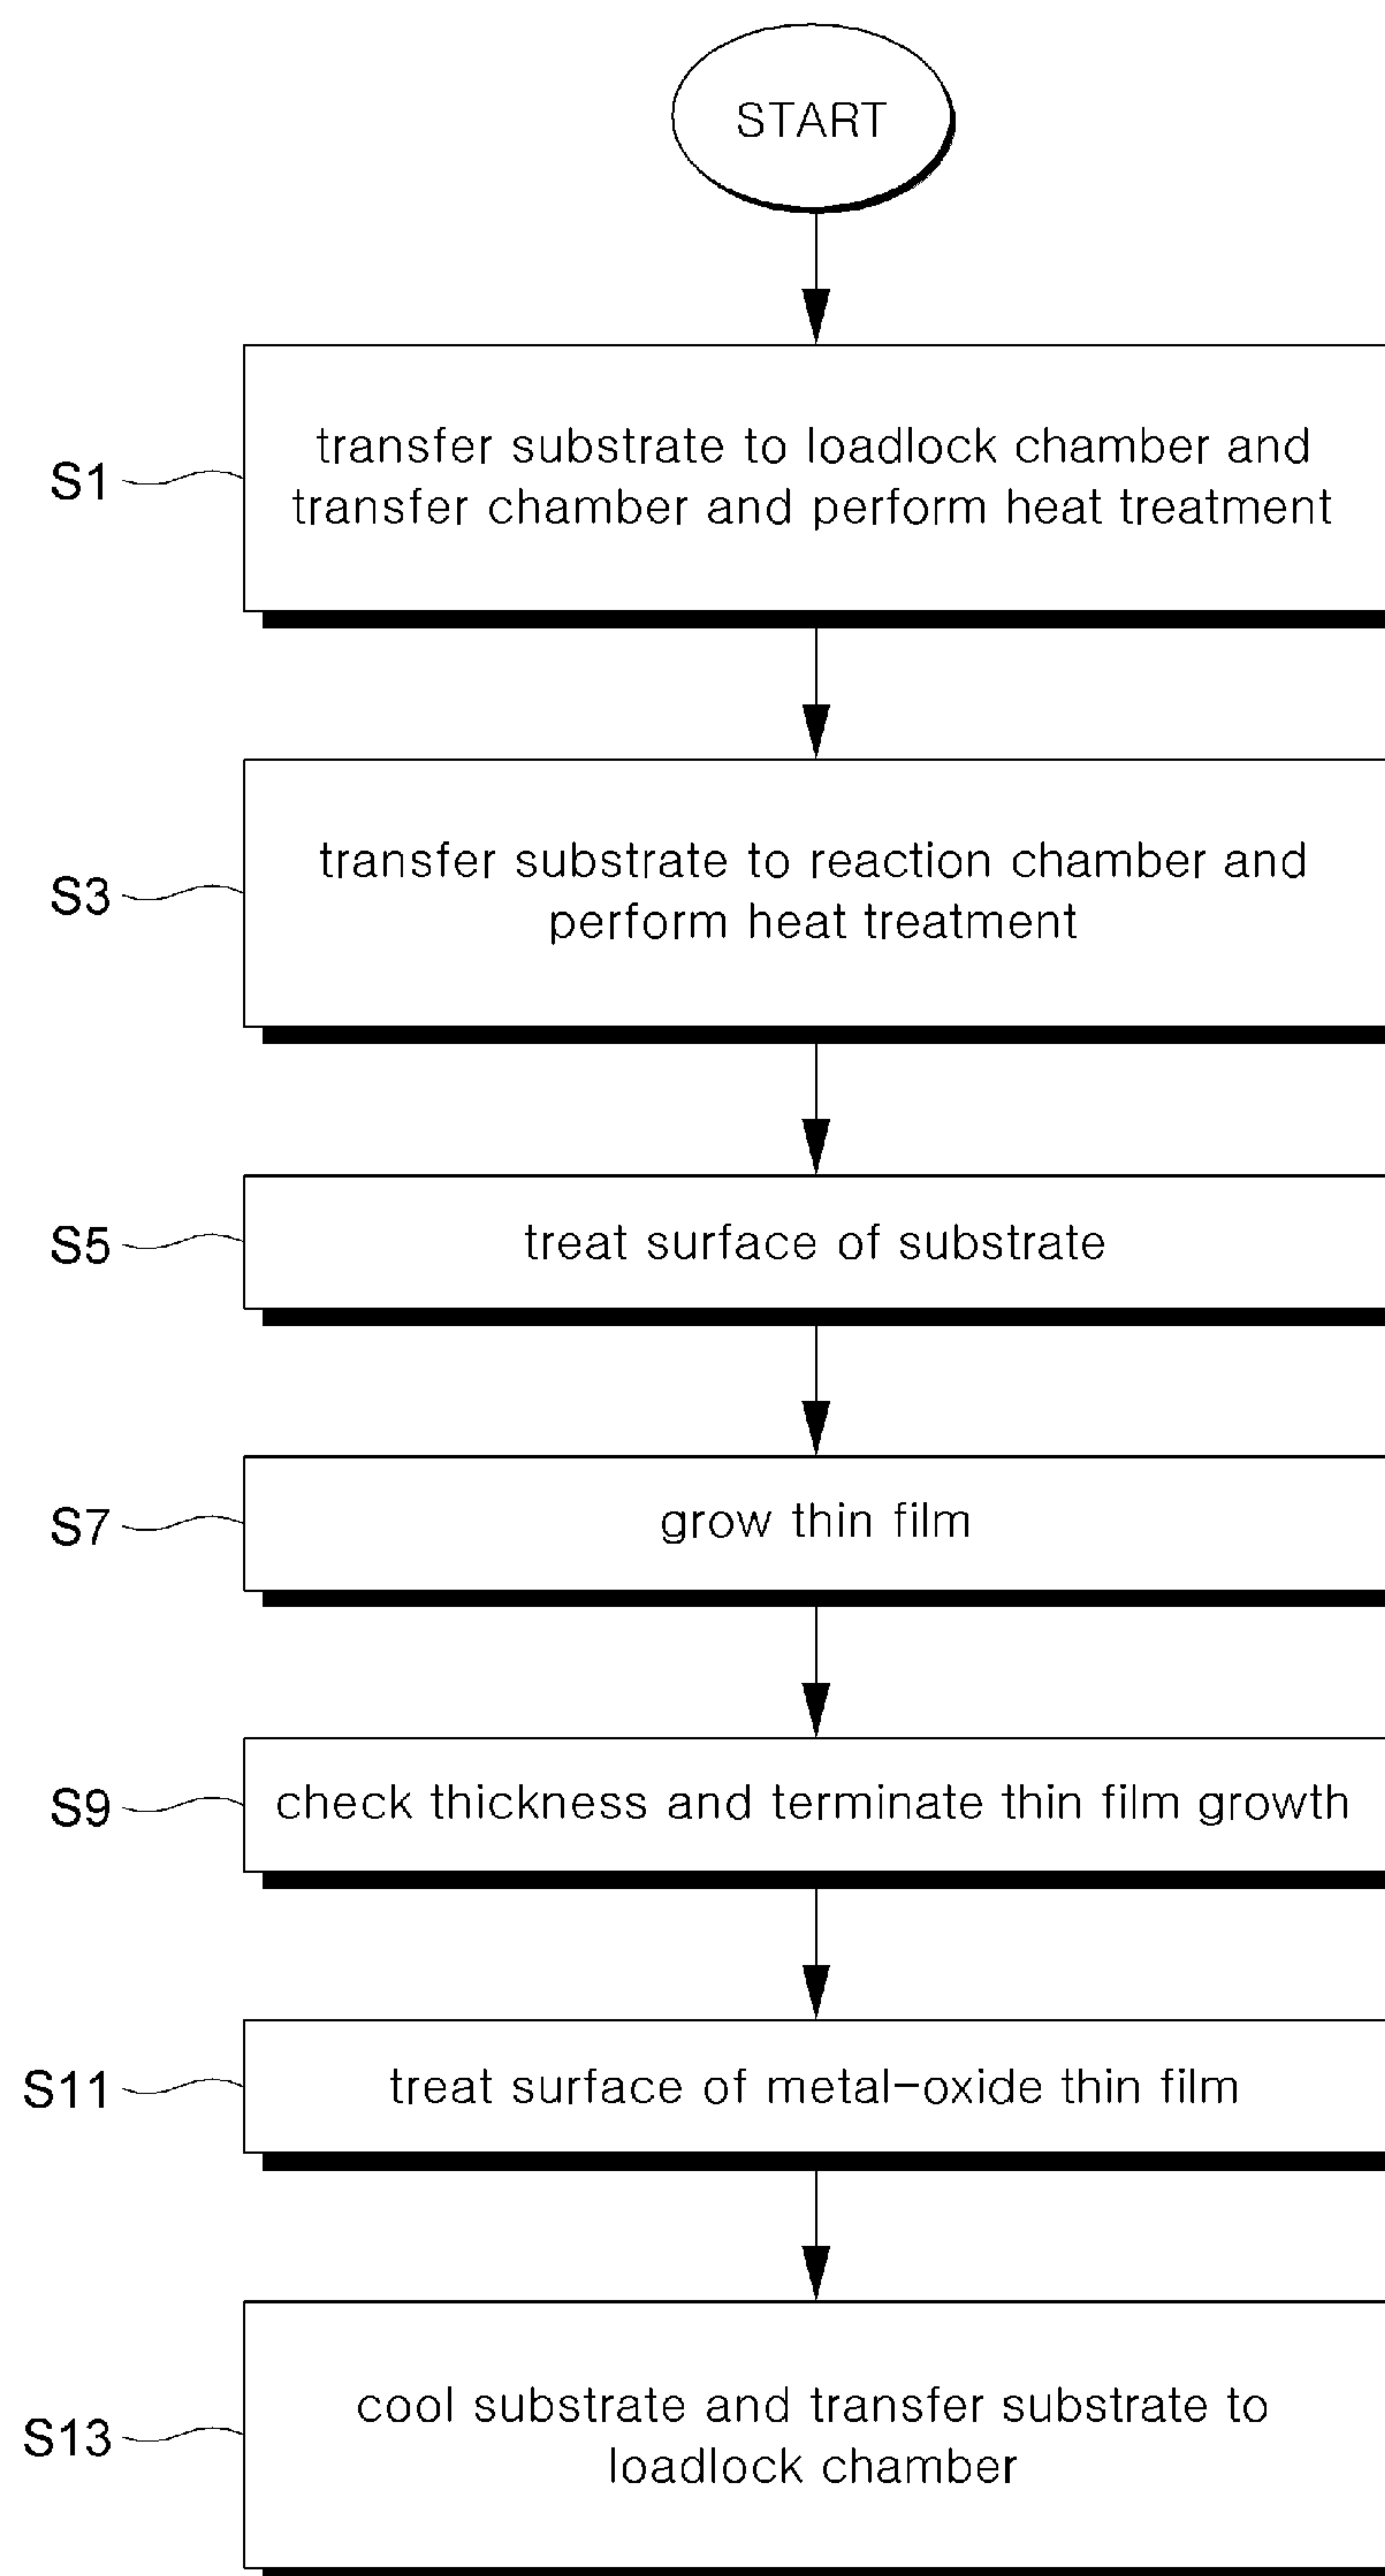 START
S1
transfer substrate to loadlock chamber and
transfer chamber and perform heat treatment
S3
transfer substrate to reaction chamber and
perform heat treatment
S5
treat surface of substrate
S7
grow thin film
S9
check thickness and terminate thin film growth
S11
treat surface of metal-oxide thin film
S13
cool substrate and transfer substrate to
loadlock chamber